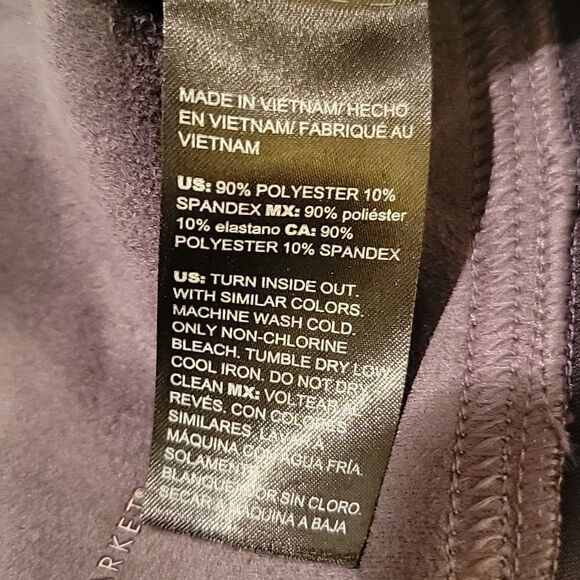 MADE IN VIETNAM/ HECHO
EN VIETNAM/ FABRIQUÉ AU
VIETNAM
US: 90% POLYESTER 10%
SPANDEX MX: 90% poliéster
10% elastano CA: 90%
POLYESTER 10% SPANDEX
US: TURN INSIDE OUT.
WITH SIMILAR COLORS.
MACHINE WASH COLD.
ONLY NON-CHLORINE
BLEACH. TUMBLE DRY LOW.
COOL IRON. DO NOT DRY
CLEAN MX: VOLTEAR AL
REVÉS. CON COLORES
SIMILARES. LAVAR A
MÁQUINA CON AGUA FRÍA.
SOLAMENTE
BLANQUEADOR SIN CLORO.
SECAR A MÁQUINA A BAJA
ARKET